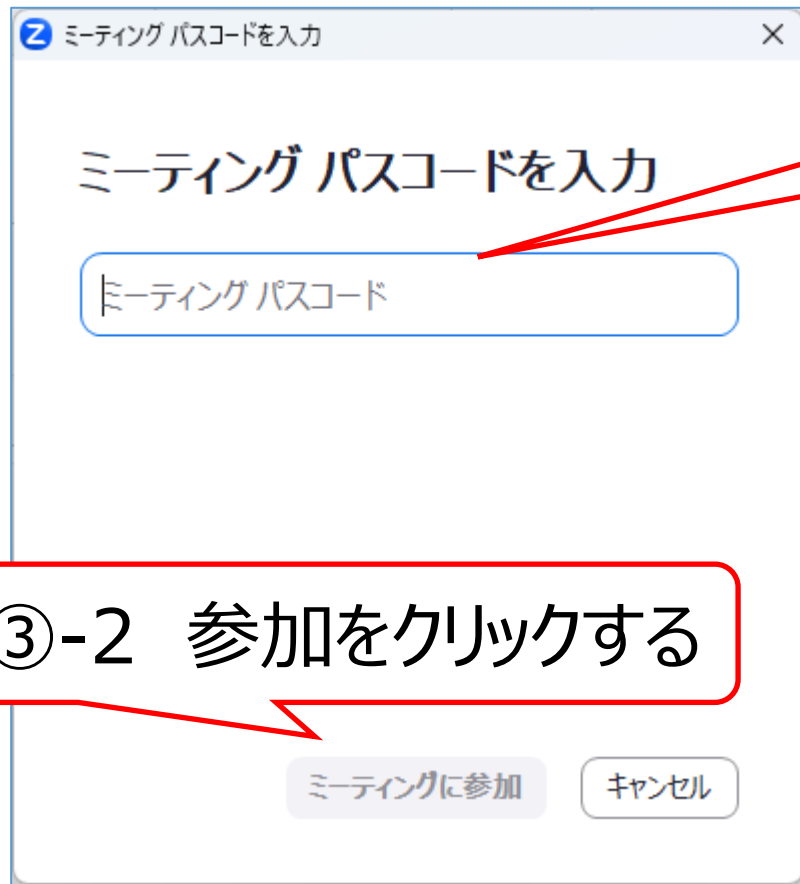 ミーティング パスコードを入力
ミーティング パスコードを入力
ミーティング パスコード
③-2 参加をクリックする
ミーティングに参加
キャンセル